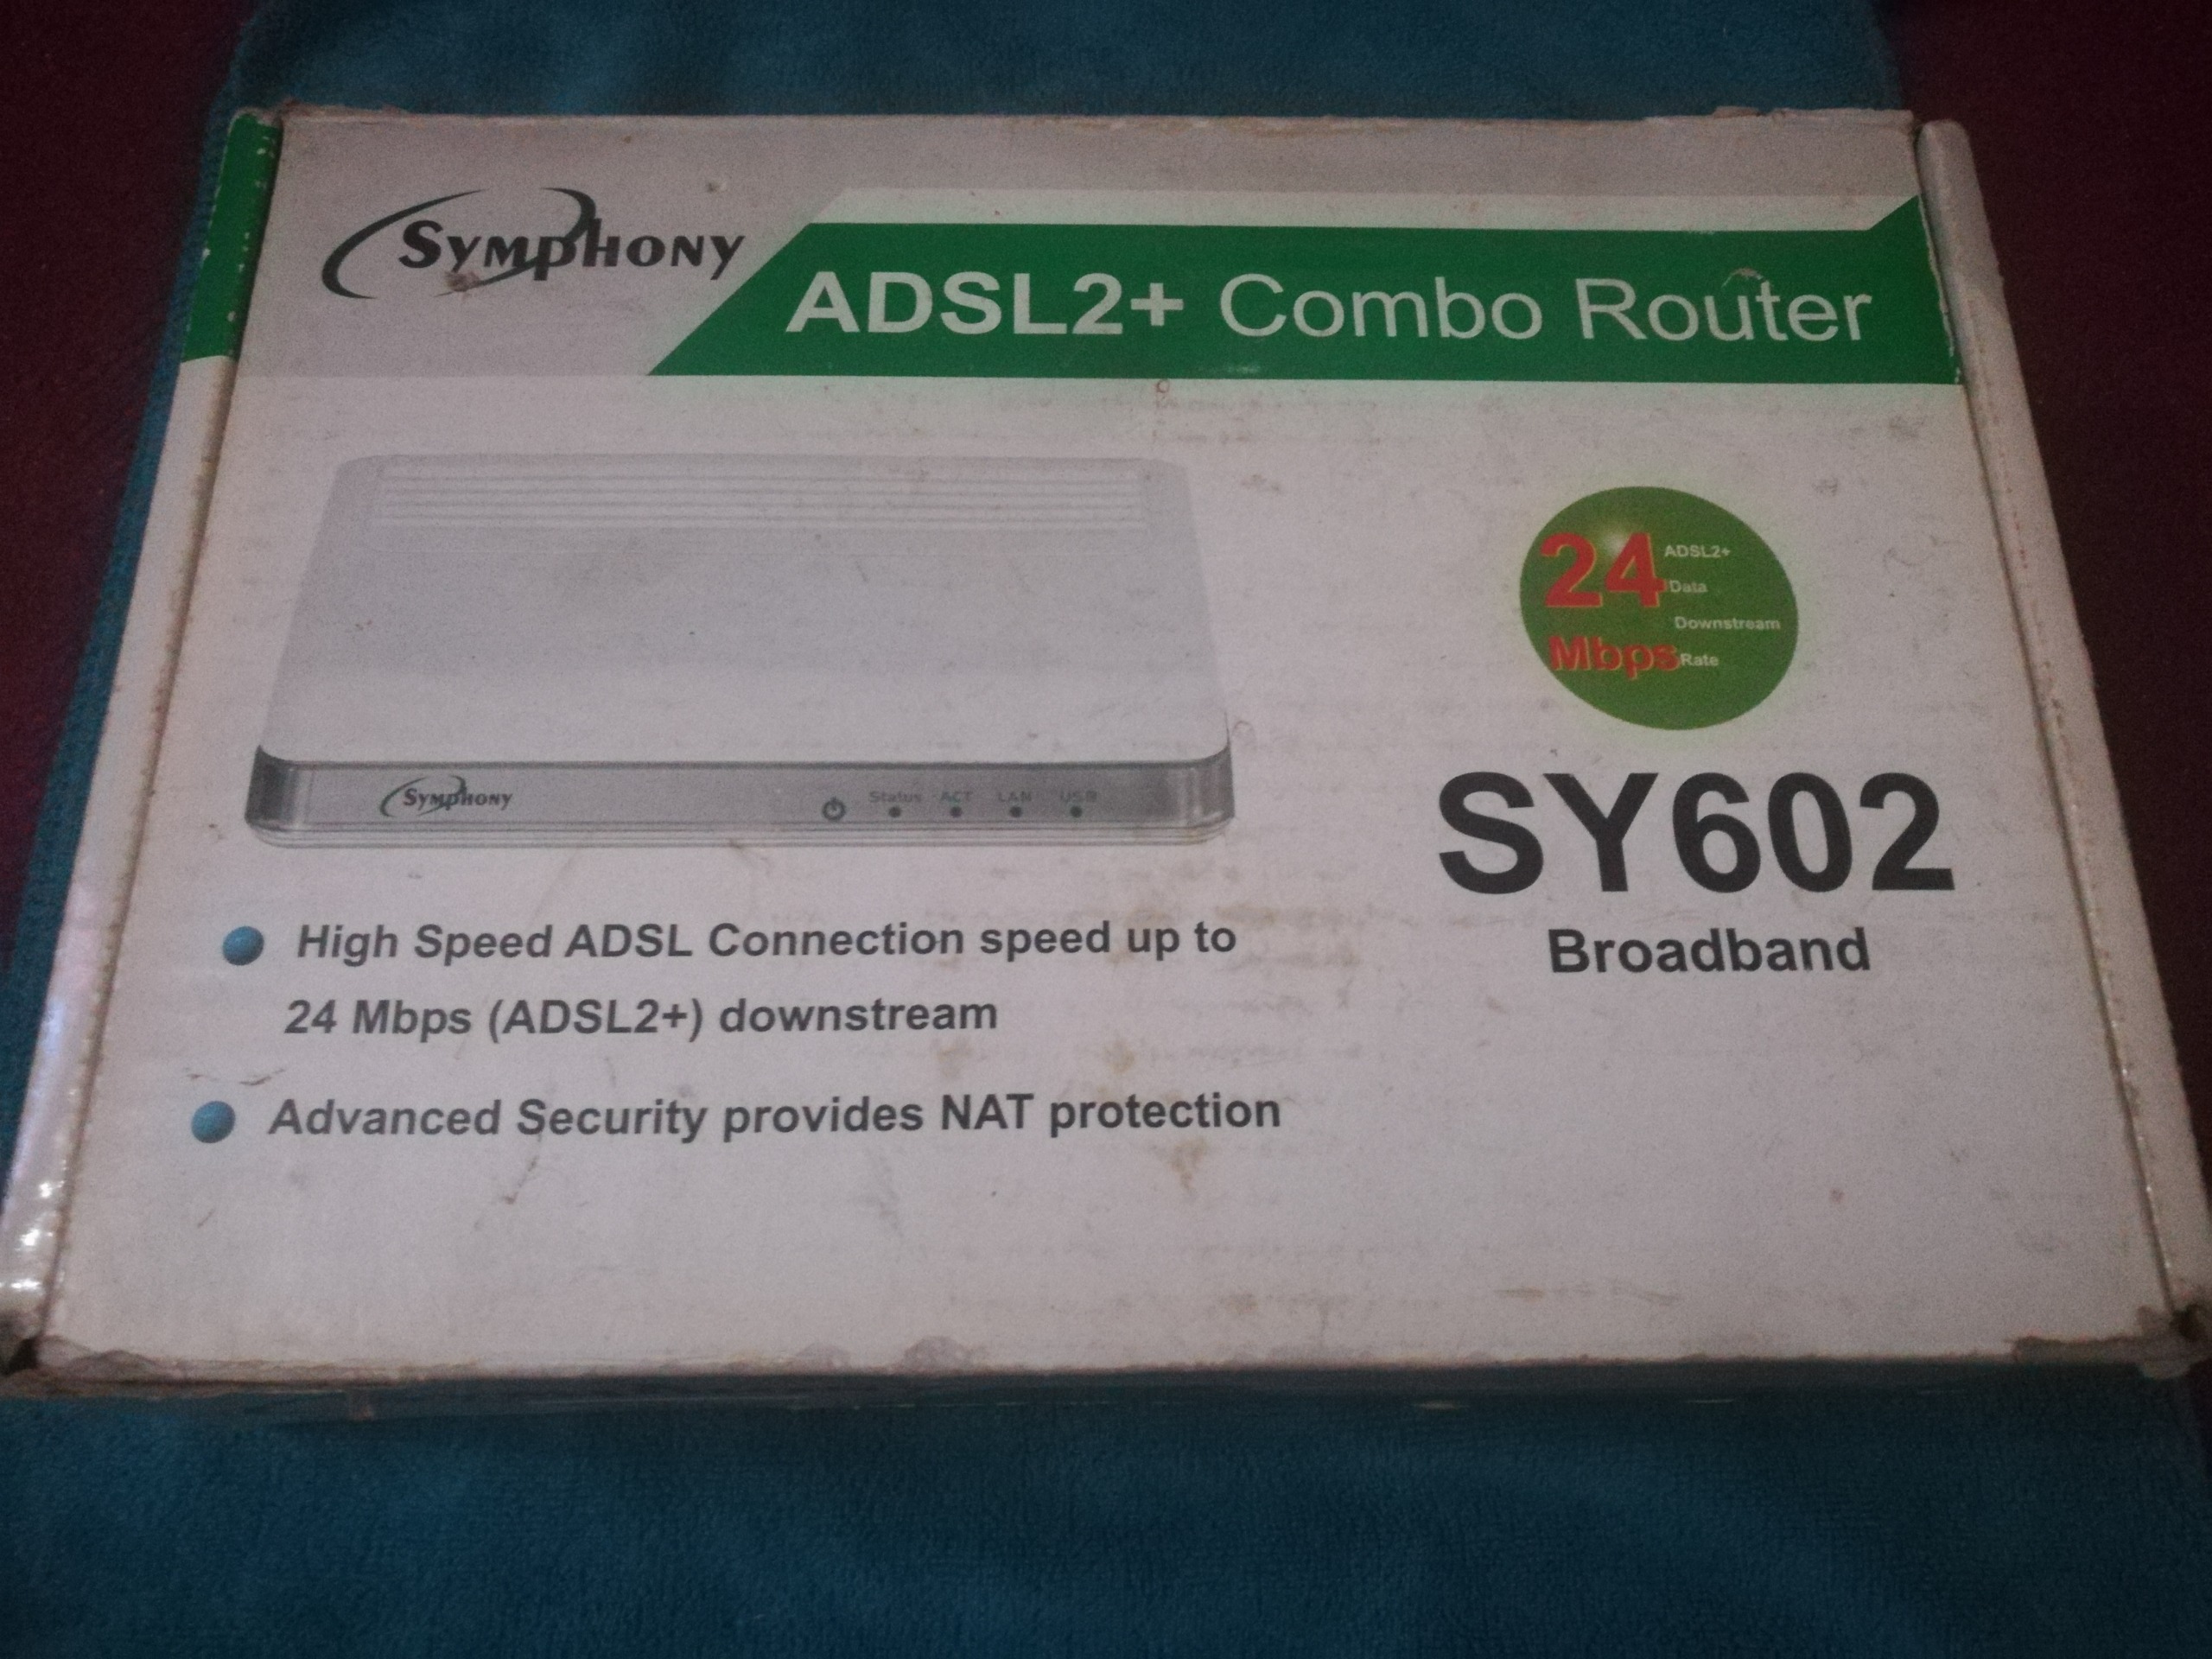 SYMPHONY
ADSL2+ Combo Router
24 ADSL2+
Data
Downstream
Mbps Rate
SYMPHONY
Status ACT LAN USB
SY602
Broadband
High Speed ADSL Connection speed up to
24 Mbps (ADSL2+) downstream
Advanced Security provides NAT protection